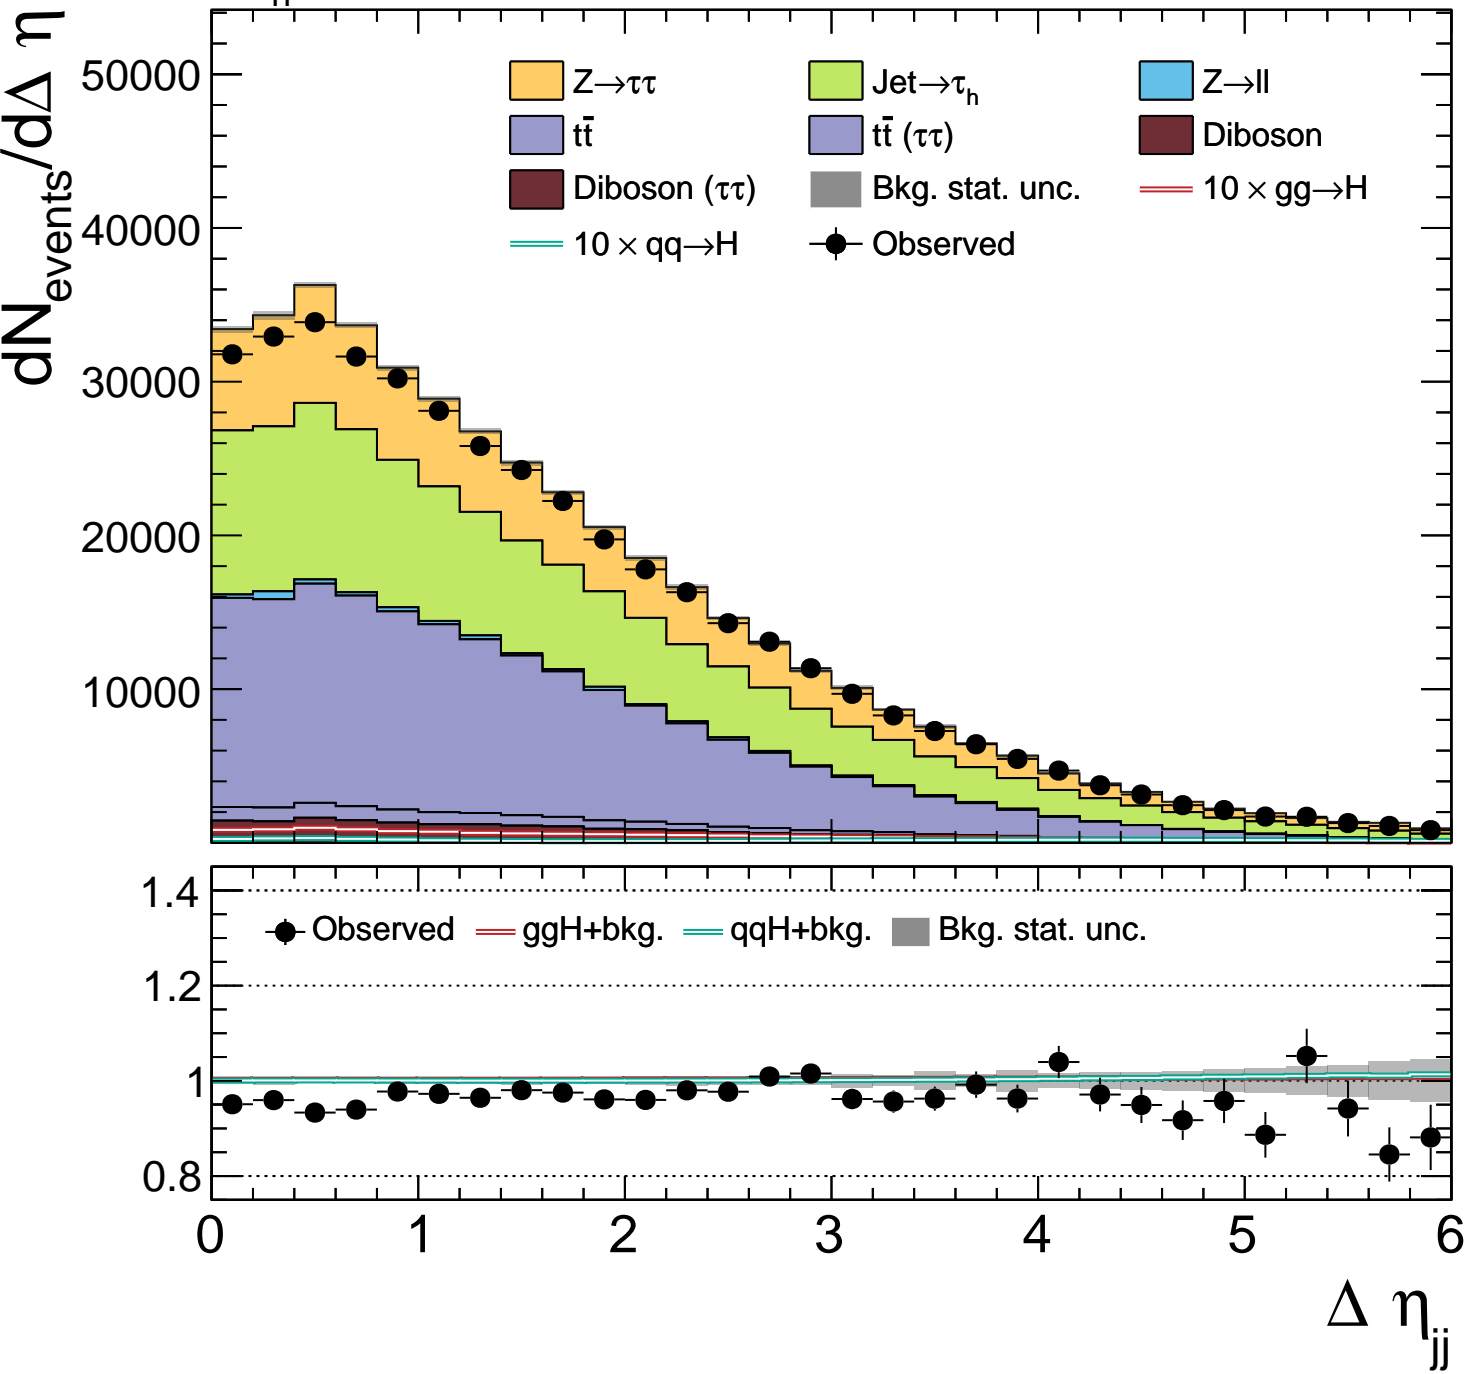 dN_events/dΔ η
50000
40000
30000
20000
10000
Z→ττ Jet→τ_h Z→ll
tt̄ tt̄ (ττ) Diboson
Diboson (ττ) Bkg. stat. unc. 10 × gg→H
10 × qq→H Observed
1.4
1.2
1
0.8
Observed ggH+bkg. qqH+bkg. Bkg. stat. unc.
0 1 2 3 4 5 6
Δ η_jj